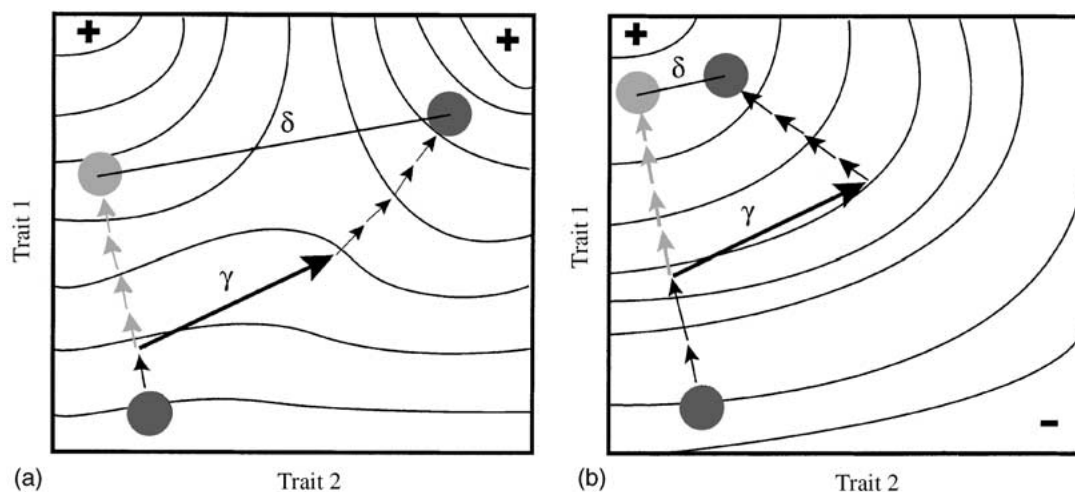 + + 
δ
γ
Trait 1
(a) Trait 2
+
δ
γ
Trait 1
-
(b) Trait 2